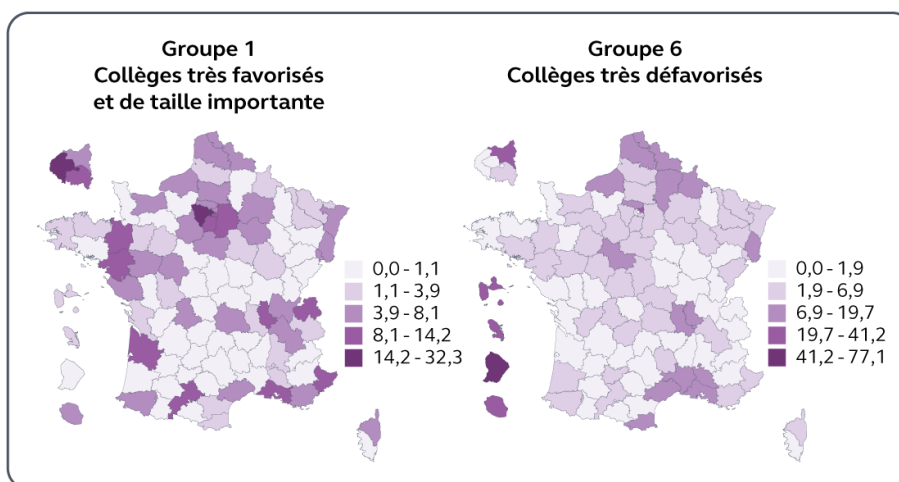 Groupe 1
Collèges très favorisés
et de taille importante
0,0 - 1,1
1,1 - 3,9
3,9 - 8,1
8,1 - 14,2
14,2 - 32,3
Groupe 6
Collèges très défavorisés
0,0 - 1,9
1,9 - 6,9
6,9 - 19,7
19,7 - 41,2
41,2 - 77,1